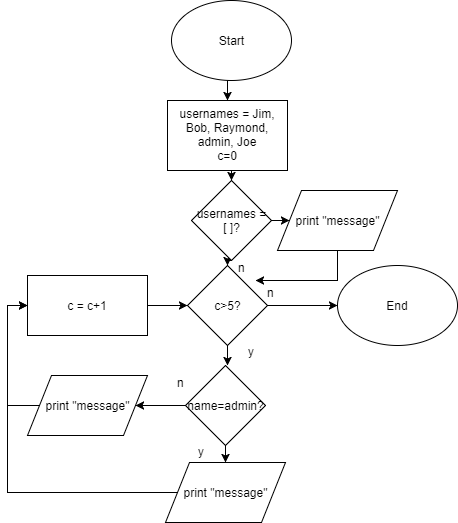 Start
usernames = Jim,
Bob, Raymond,
admin, Joe
c=0
usernames =
[ ]?
print "message"
n
c = c+1
c>5?
n
End
y
n
print "message"
name=admin?
y
print "message"